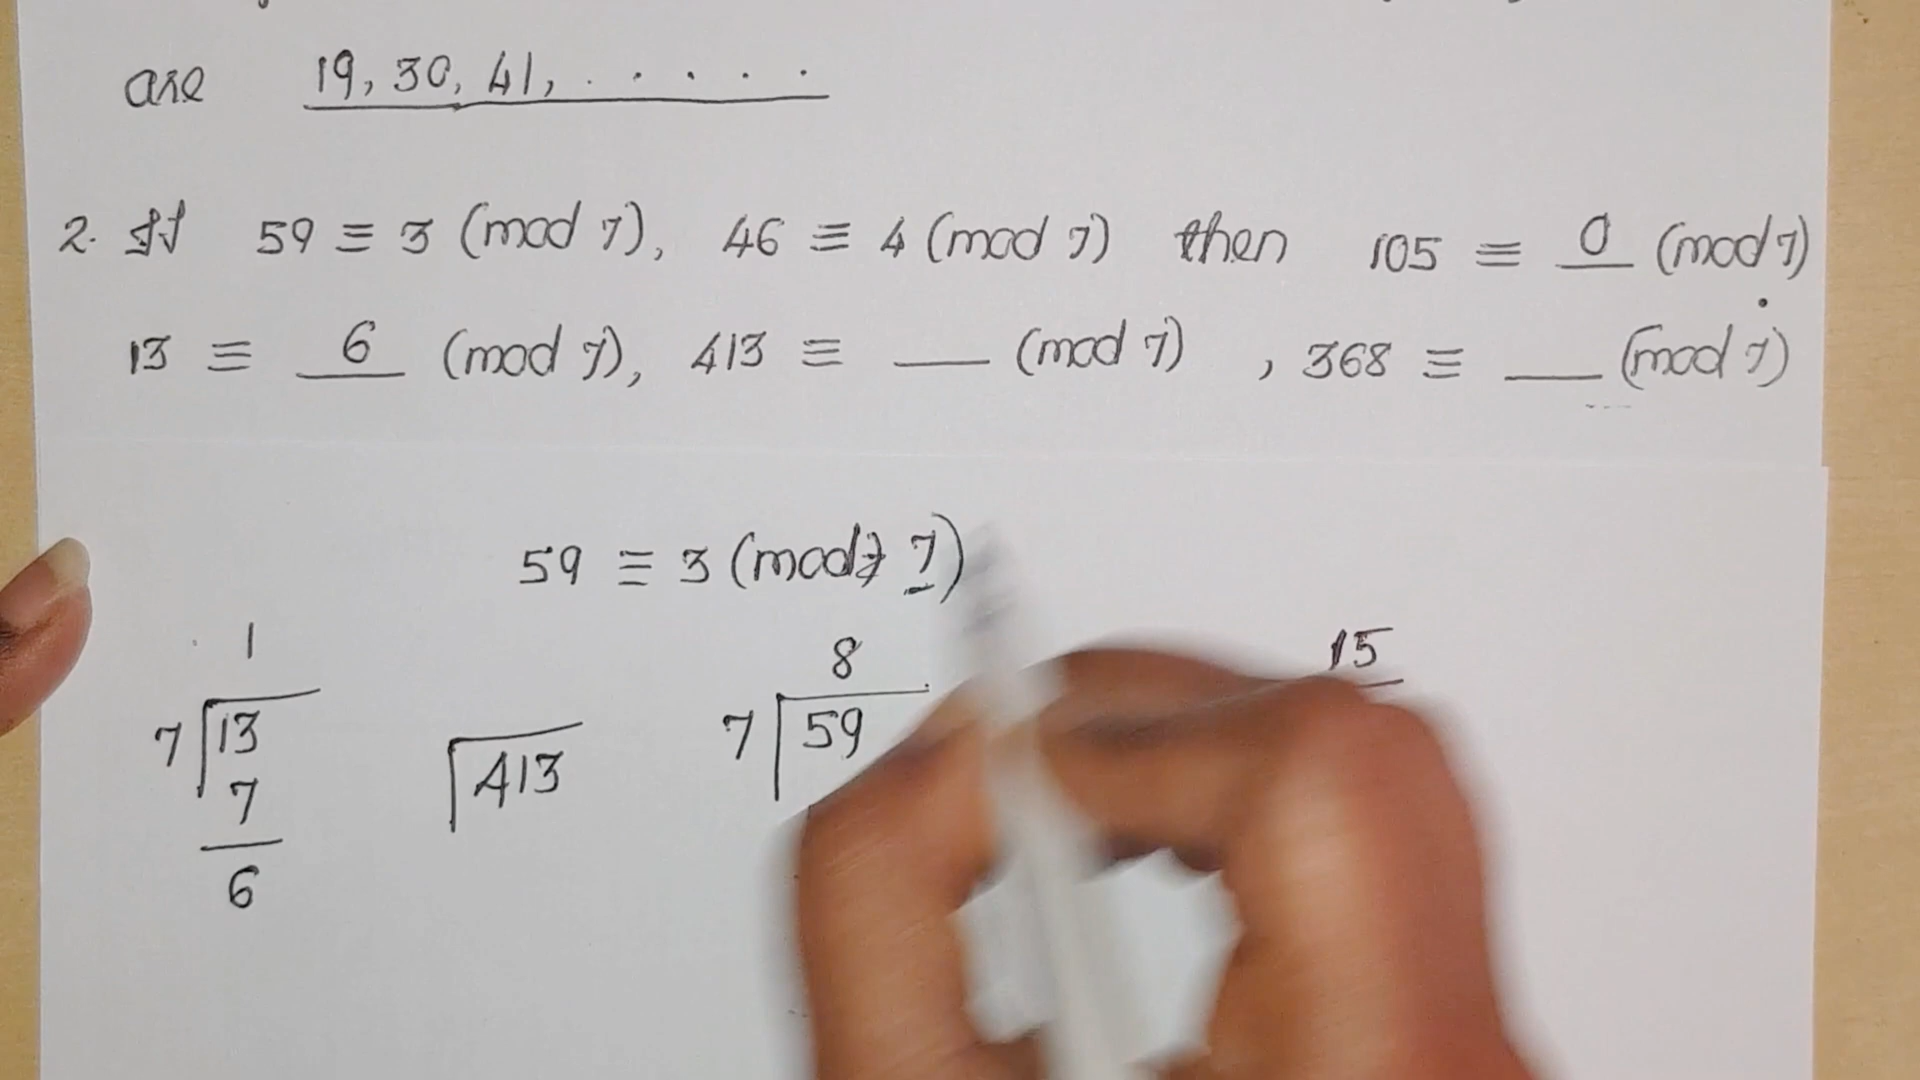 are 19, 30, 41, . . . . .
2. If 59 ≡ 3 (mod 7), 46 ≡ 4 (mod 7) then 105 ≡ 0 (mod 7)
13 ≡ 6 (mod 7), 413 ≡ __ (mod 7) , 368 ≡ __ (mod 7)
59 ≡ 3 (mod 7)
1
7 13
7
6
413
8
7 59
15